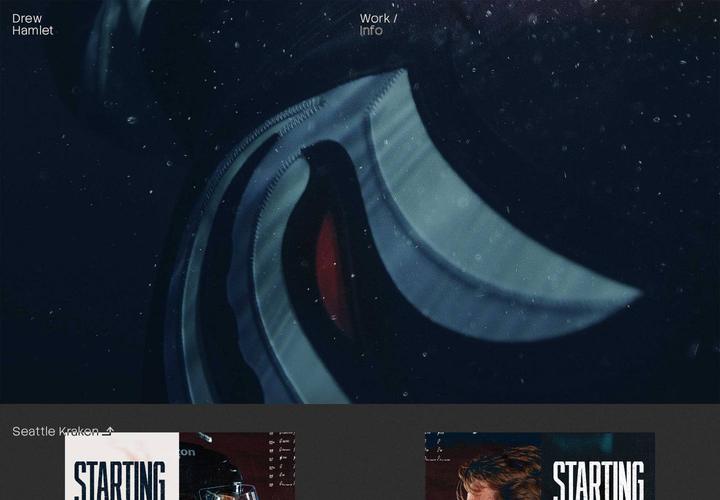 Drew
Hamlet
Work /
Info
Seattle Kraken
STARTING
STARTING